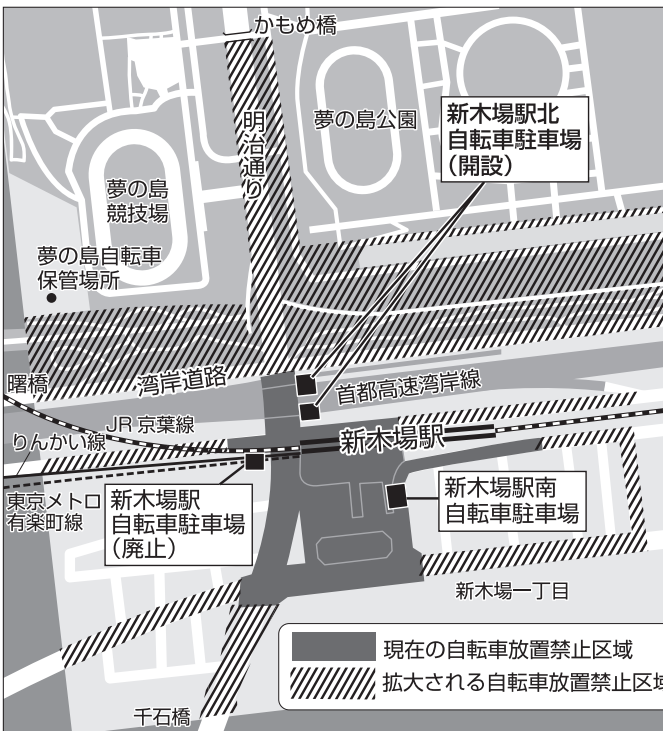 かもめ橋
明治通り
夢の島公園
新木場駅北
自転車駐車場
(開設)
夢の島
競技場
夢の島自転車
保管場所
曙橋
湾岸道路
首都高速湾岸線
JR京葉線
りんかい線
新木場駅
東京メトロ
有楽町線
新木場駅
自転車駐車場
(廃止)
新木場駅南
自転車駐車場
新木場一丁目
現在の自転車放置禁止区域
拡大される自転車放置禁止区域
千石橋